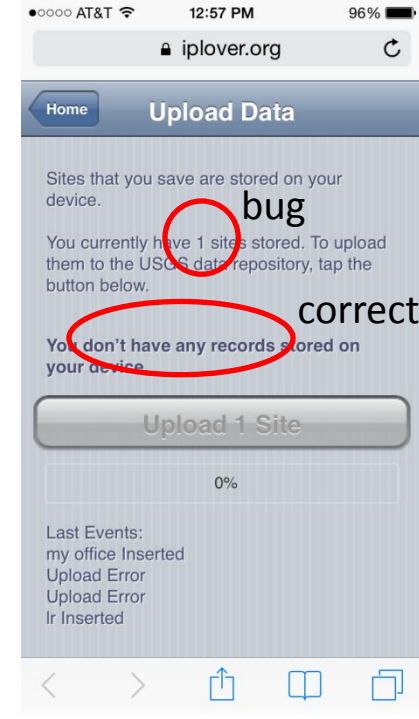 AT&T 12:57 PM 96%
iplover.org
Home Upload Data
Sites that you save are stored on your
device.
bug
You currently have 1 sites stored. To upload
them to the USGS data repository, tap the
button below.
correct
You don't have any records stored on
your device
Upload 1 Site
0%
Last Events:
my office Inserted
Upload Error
Upload Error
lr Inserted